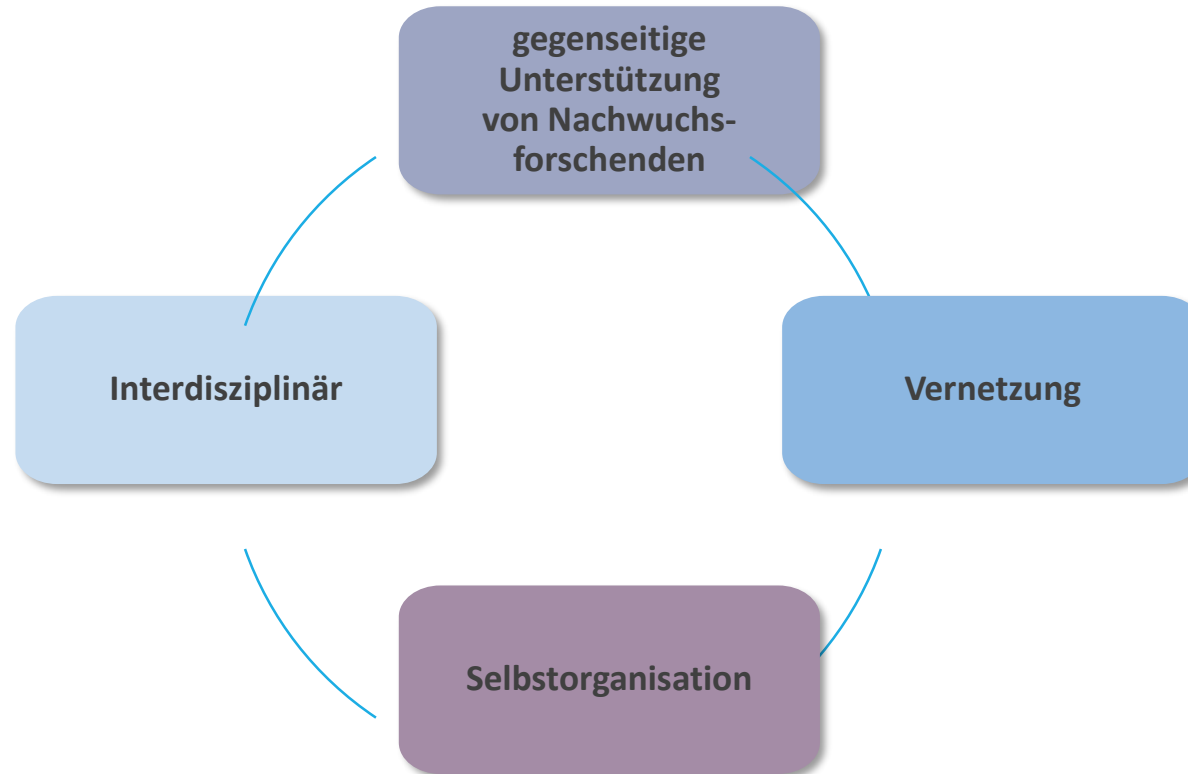 gegenseitige
Unterstützung
von Nachwuchs-
forschenden
Interdisziplinär
Vernetzung
Selbstorganisation